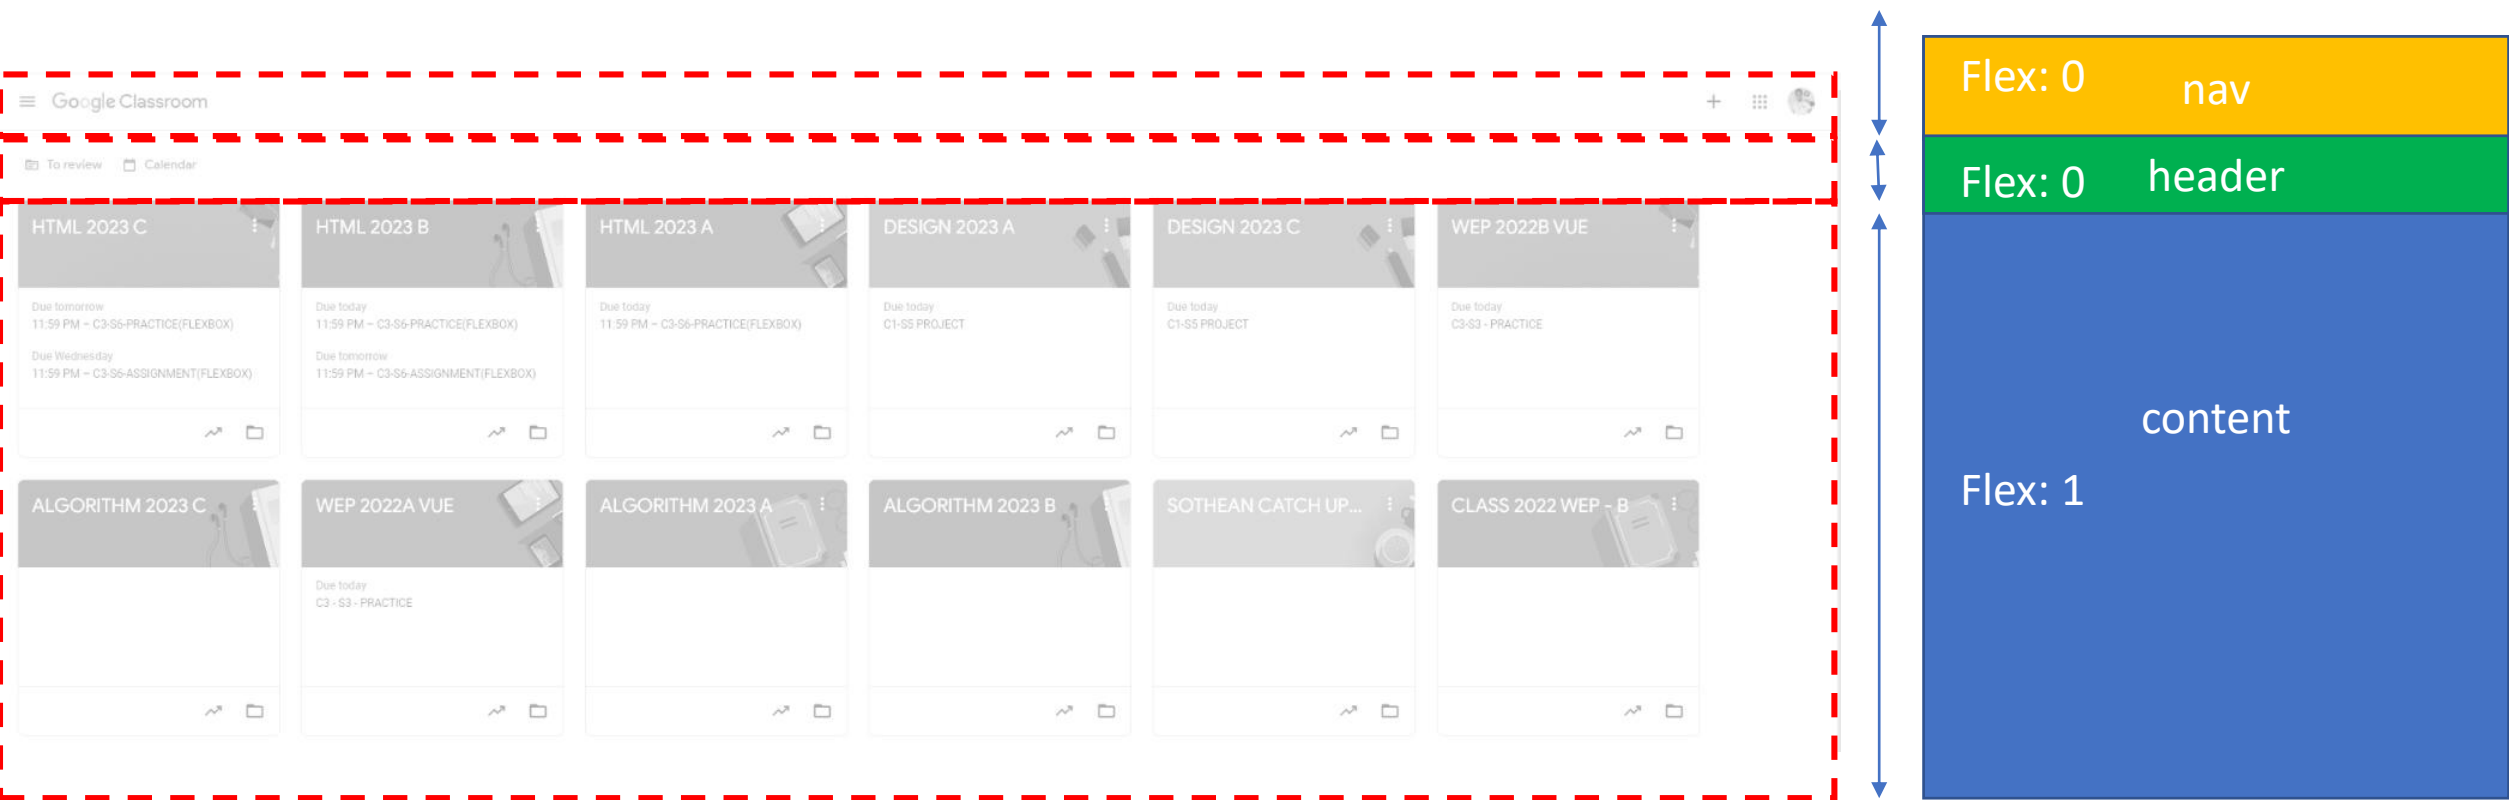 Google Classroom
To review Calendar
HTML 2023 C
Due tomorrow
11:59 PM – C3-S6-PRACTICE(FLEXBOX)
Due Wednesday
11:59 PM – C3-S6-ASSIGNMENT(FLEXBOX)
HTML 2023 B
Due today
11:59 PM – C3-S6-PRACTICE(FLEXBOX)
Due tomorrow
11:59 PM – C3-S6-ASSIGNMENT(FLEXBOX)
HTML 2023 A
Due today
11:59 PM – C3-S6-PRACTICE(FLEXBOX)
DESIGN 2023 A
Due today
C1-S5 PROJECT
DESIGN 2023 C
Due today
C1-S5 PROJECT
WEP 2022B VUE
Due today
C3-S3 - PRACTICE
ALGORITHM 2023 C
WEP 2022A VUE
Due today
C3 - S3 - PRACTICE
ALGORITHM 2023 A
ALGORITHM 2023 B
SOTHEAN CATCH UP...
CLASS 2022 WEP - B
Flex: 0 nav
Flex: 0 header
content
Flex: 1